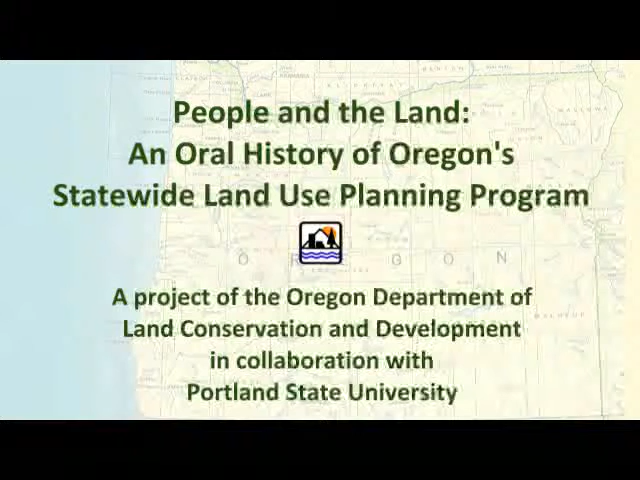 People and the Land:
An Oral History of Oregon's
Statewide Land Use Planning Program
O R E G O N
A project of the Oregon Department of
Land Conservation and Development
in collaboration with
Portland State University